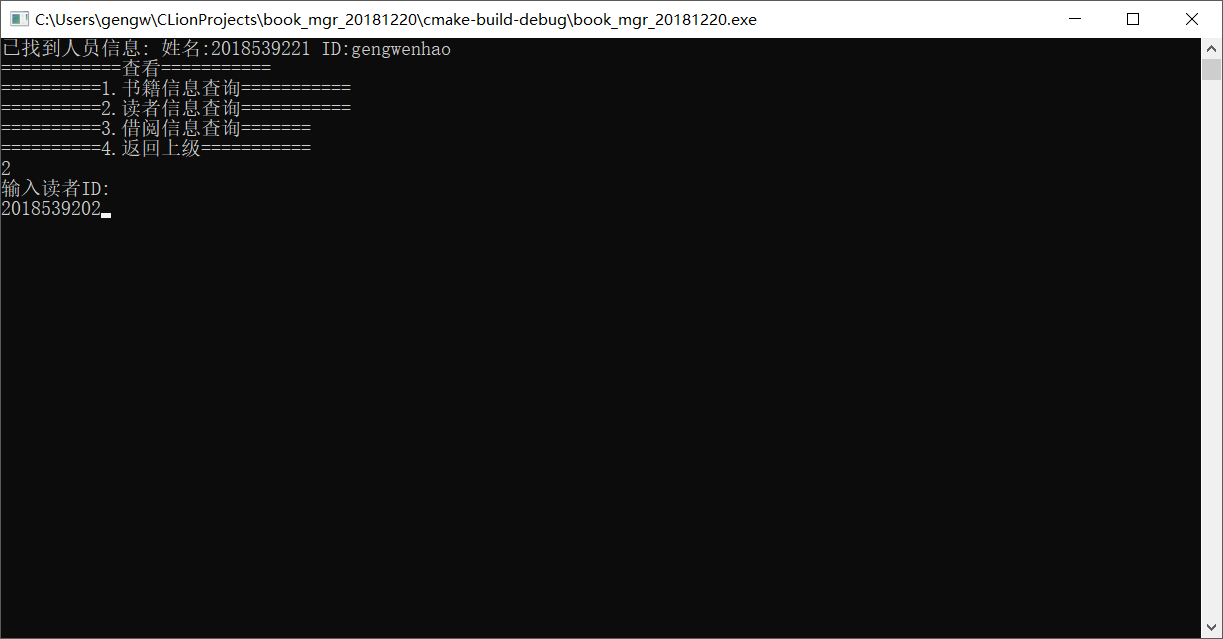 C:\Users\gengw\CLionProjects\book_mgr_20181220\cmake-build-debug\book_mgr_20181220.exe
已找到人员信息: 姓名:2018539221 ID:gengwenhao
============查看===========
==========1.书籍信息查询===========
==========2.读者信息查询===========
==========3.借阅信息查询=======
==========4.返回上级===========
2
输入读者ID:
2018539202